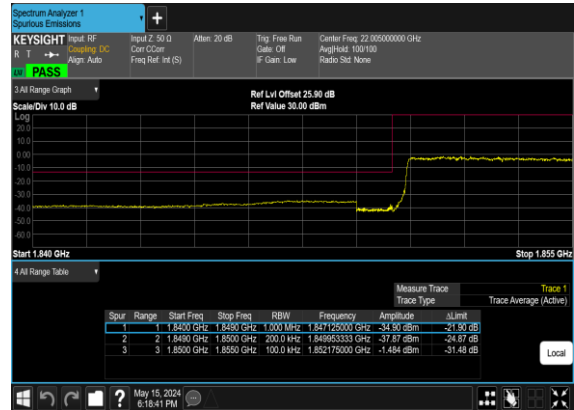 Spectrum Analyzer 1
Spurious Emissions
KEYSIGHT Input: RF Input Z: 50 Ω Atten: 20 dB Trig: Free Run Center Freq: 22.005000000 GHz
R T Coupling: DC Corr CCorr Gate: Off Avg|Hold: 100/100
Align: Auto Freq Ref: Int (S) IF Gain: Low Radio Std: None
PASS
3 All Range Graph
Ref Lvl Offset 25.90 dB
Scale/Div 10.0 dB Ref Value 30.00 dBm
Log
20.0
10.0
0.00
-10.0
-20.0
-30.0
-40.0
-50.0
-60.0
Start 1.840 GHz Stop 1.855 GHz
4 All Range Table
Measure Trace Trace 1
Trace Type Trace Average (Active)
Spur Range Start Freq Stop Freq RBW Frequency Amplitude ΔLimit
1 1 1.8400 GHz 1.8490 GHz 1.000 MHz 1.847125000 GHz -34.90 dBm -21.90 dB
2 2 1.8490 GHz 1.8500 GHz 200.0 kHz 1.849953333 GHz -37.87 dBm -24.87 dB
3 3 1.8500 GHz 1.8550 GHz 100.0 kHz 1.852175000 GHz -1.484 dBm -31.48 dB
Local
May 15, 2024
6:18:41 PM